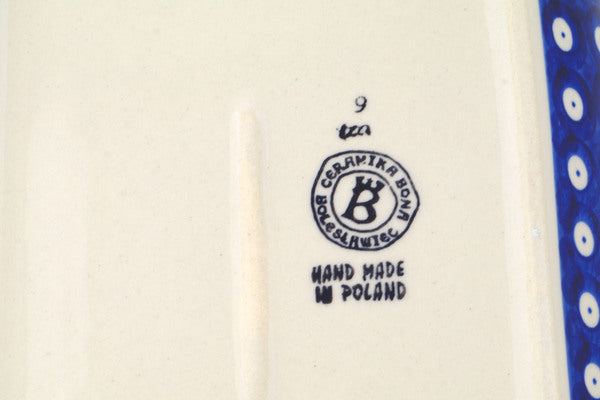 9
CERAMIKA BONA
BOLESŁAWIEC
B
HAND MADE
IN POLAND